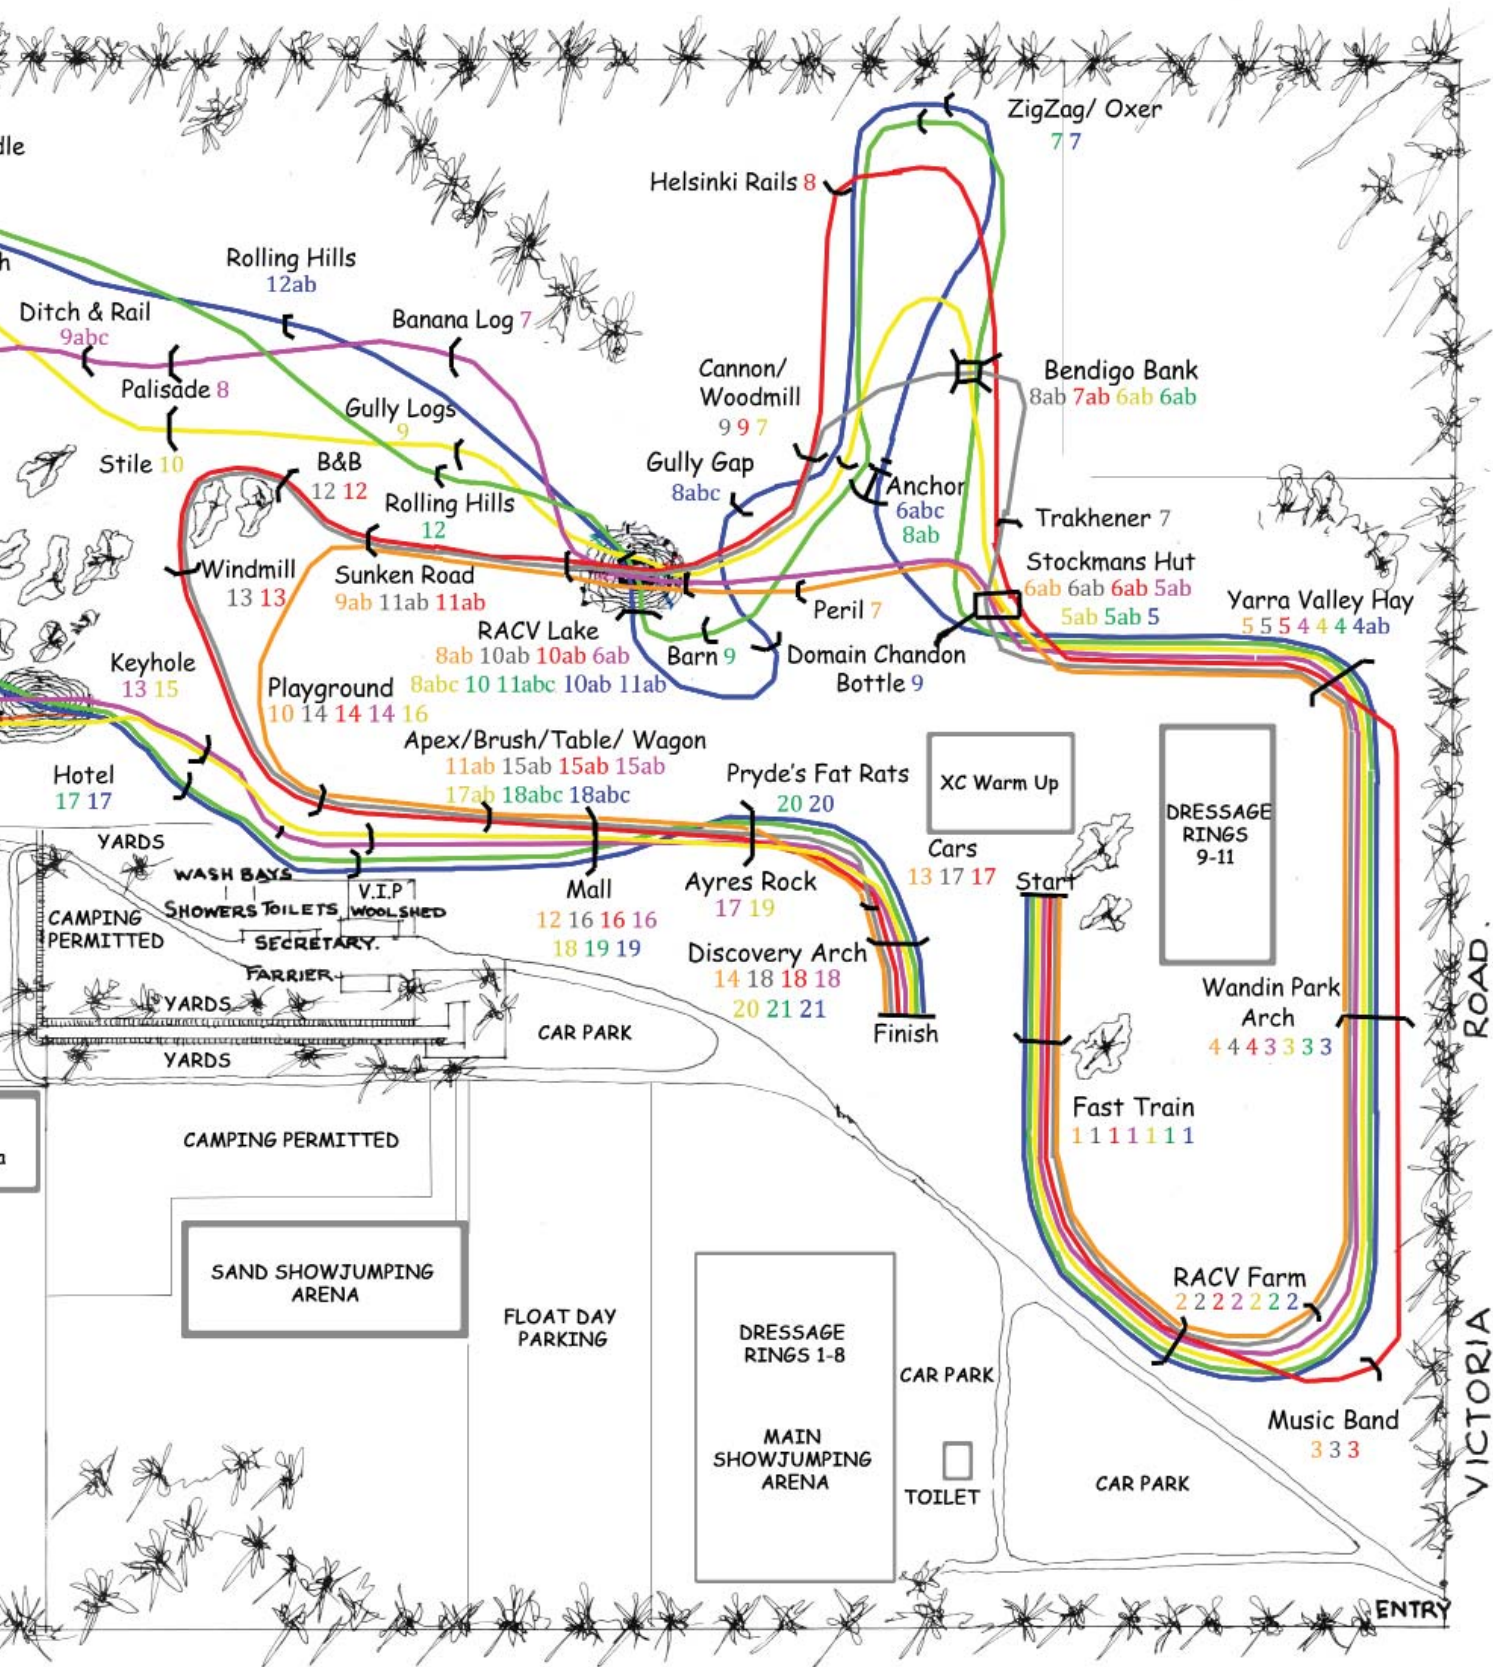 ZigZag/ Oxer
7 7
dle
Helsinki Rails 8
Rolling Hills
12ab
h
Ditch & Rail
9abc
Banana Log 7
Palisade 8
Cannon/
Woodmill
9 9 7
Bendigo Bank
8ab 7ab 6ab 6ab
Gully Logs
9
Stile 10
B&B
12 12
Gully Gap
8abc
Rolling Hills
12
Anchor
6abc
8ab
Trakhener 7
Windmill
13 13
Sunken Road
9ab 11ab 11ab
Stockmans Hut
6ab 6ab 6ab 5ab
5ab 5ab 5
Peril 7
Yarra Valley Hay
5 5 5 4 4 4 4ab
RACV Lake
8ab 10ab 10ab 6ab
8abc 10 11abc 10ab 11ab
Barn 9
Domain Chandon
Bottle 9
Keyhole
13 15
Playground
10 14 14 14 16
Apex/Brush/Table/ Wagon
11ab 15ab 15ab 15ab
17ab 18abc 18abc
Hotel
17 17
Pryde's Fat Rats
20 20
XC Warm Up
DRESSAGE
RINGS
9-11
YARDS
WASH BAYS
SHOWERS TOILETS
V.I.P
WOOLSHED
SECRETARY.
FARRIER
CAMPING
PERMITTED
YARDS
YARDS
Mall
12 16 16 16
18 19 19
Ayres Rock
17 19
Cars
13 17 17
Start
Discovery Arch
14 18 18 18
20 21 21
Finish
CAR PARK
Wandin Park
Arch
4 4 4 3 3 3 3
Fast Train
1 1 1 1 1 1 1
a
CAMPING PERMITTED
SAND SHOWJUMPING
ARENA
FLOAT DAY
PARKING
RACV Farm
2 2 2 2 2 2 2
DRESSAGE
RINGS 1-8
CAR PARK
MAIN
SHOWJUMPING
ARENA
TOILET
CAR PARK
Music Band
3 3 3
VICTORIA ROAD.
ENTRY